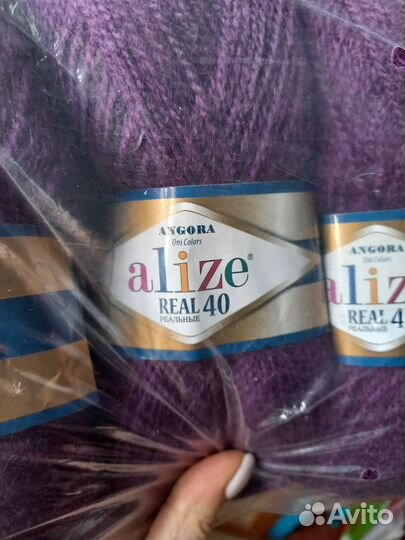 ANGORA
Uni Colors
alize®
REAL 40
РЕАЛЬНЫЕ
ANGORA
Uni Colors
alize
REAL 4
РЕАЛЬНЫЕ
Avito